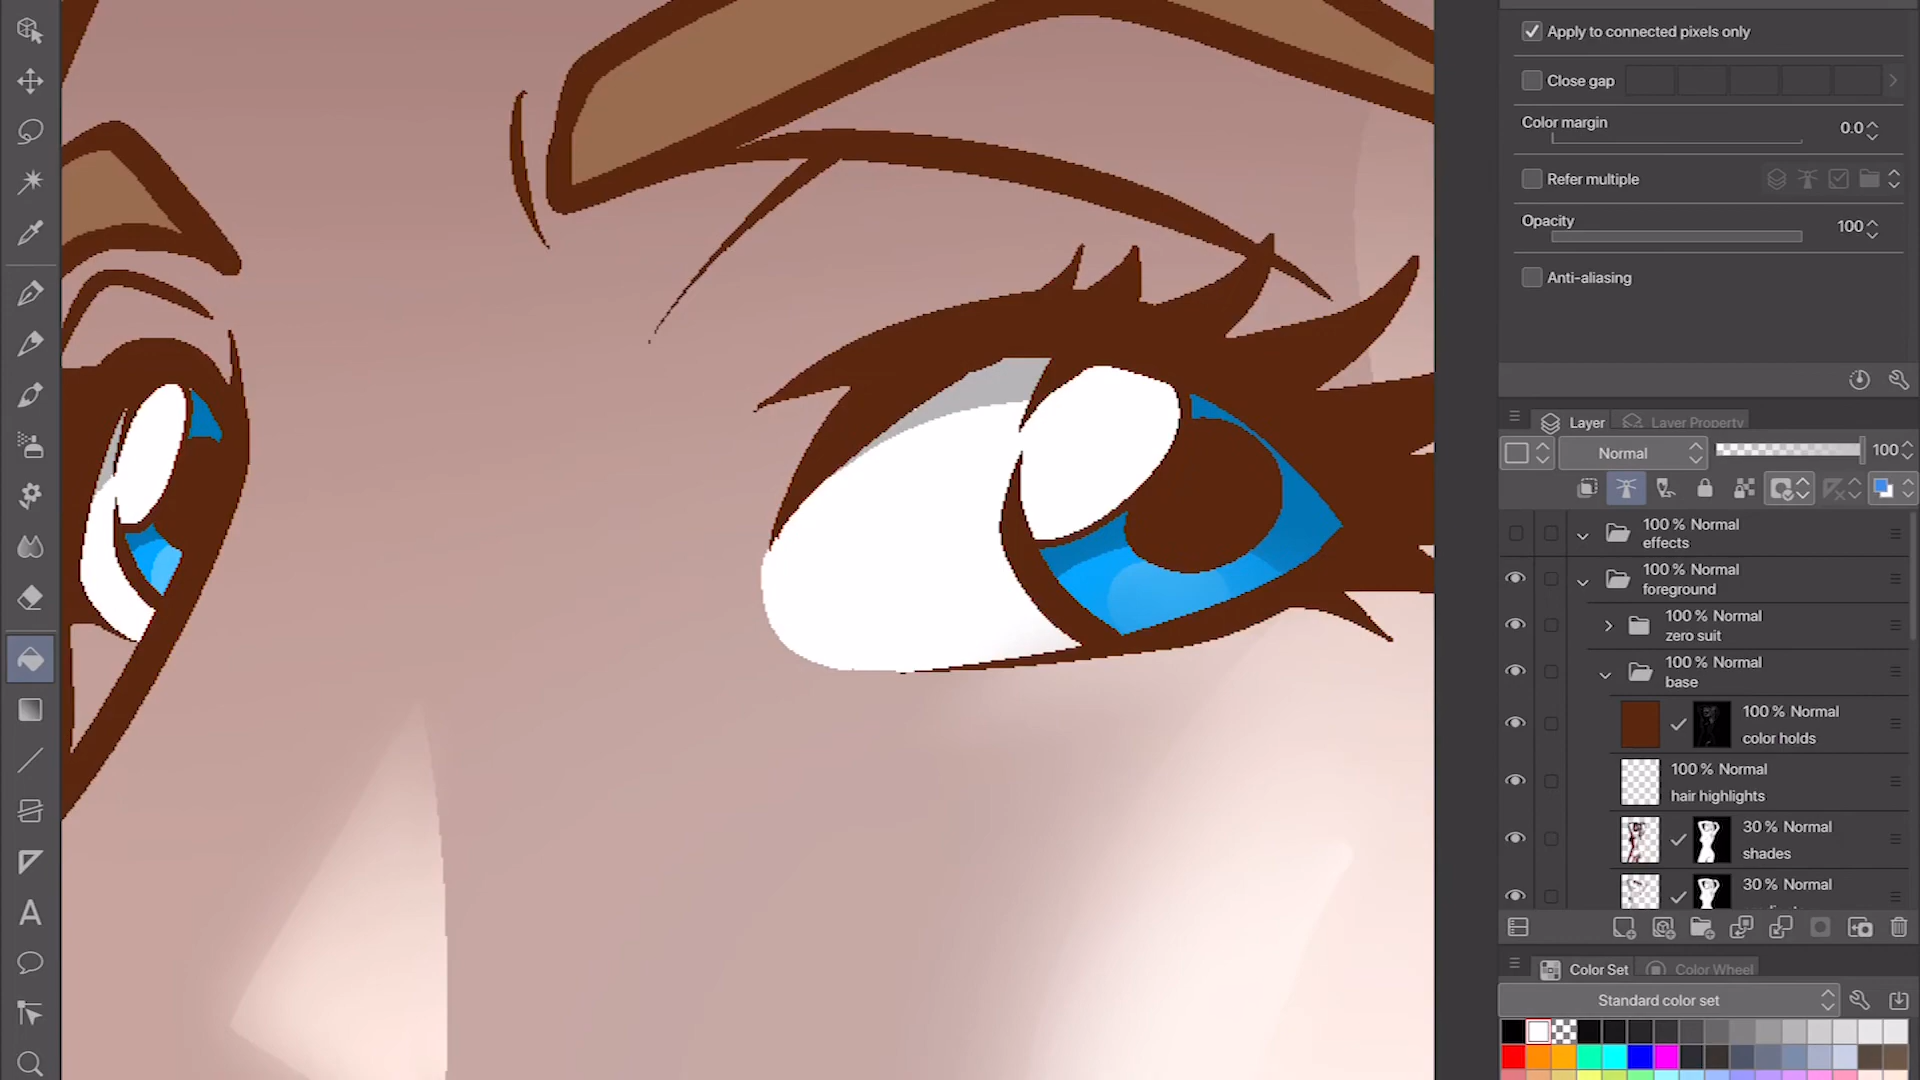 Apply to connected pixels only
Close gap
Color margin 0.0
Refer multiple
Opacity 100
Anti-aliasing
Layer Layer Property
Normal 100
100 % Normal
effects
100 % Normal
foreground
100 % Normal
zero suit
100 % Normal
base
100 % Normal
color holds
100 % Normal
hair highlights
30 % Normal
shades
30 % Normal
Color Set Color Wheel
Standard color set